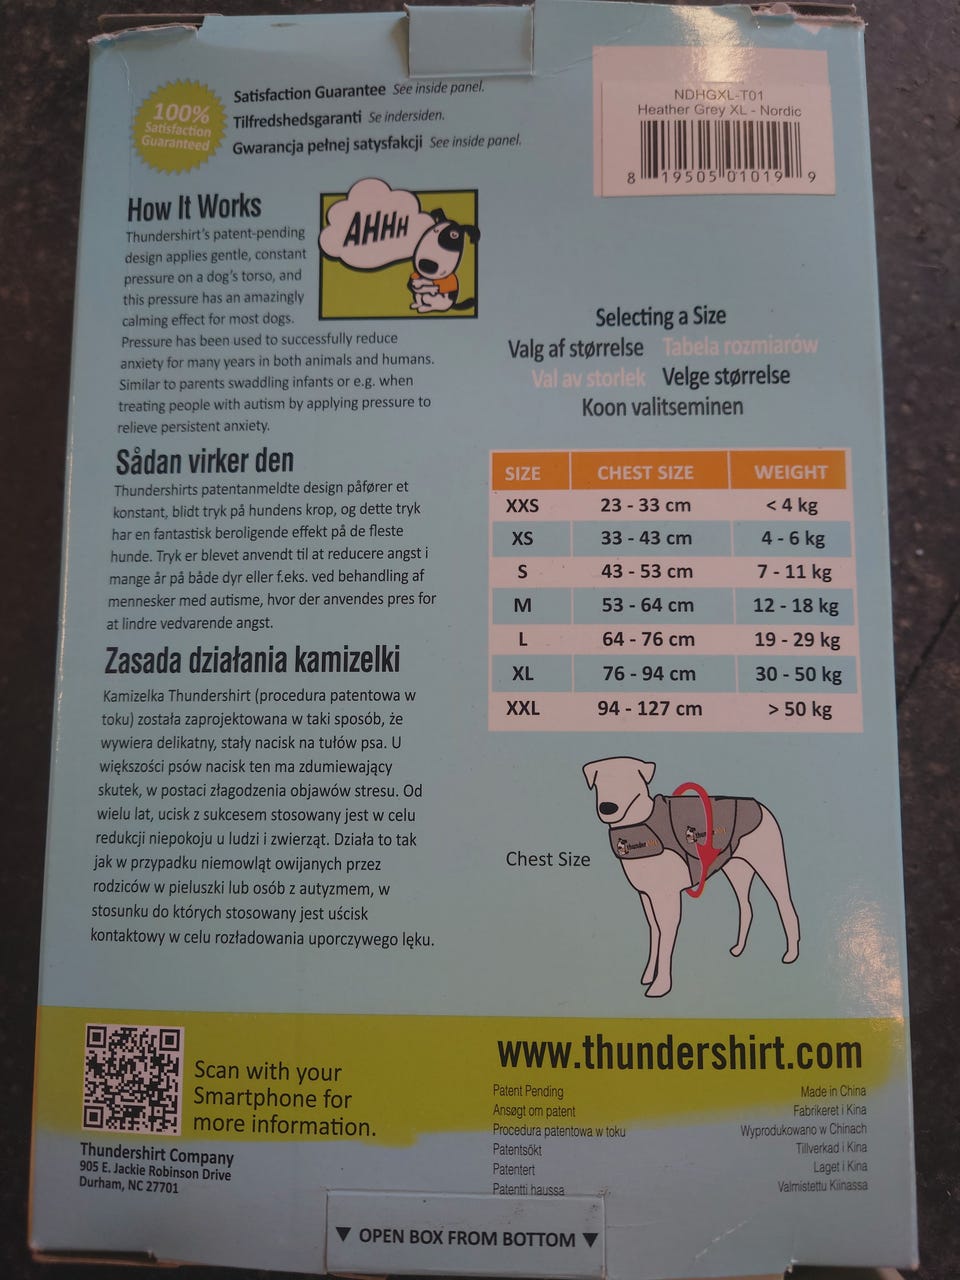 100%
Satisfaction
Guaranteed
Satisfaction Guarantee See inside panel.
Tilfredshedsgaranti Se indersiden.
Gwarancja pełnej satysfakcji See inside panel.
NDHGXL-T01
Heather Grey XL - Nordic
8 19505 01019 9
How It Works
AHHH
Thundershirt's patent-pending
design applies gentle, constant
pressure on a dog's torso, and
this pressure has an amazingly
calming effect for most dogs.
Pressure has been used to successfully reduce
anxiety for many years in both animals and humans.
Similar to parents swaddling infants or e.g. when
treating people with autism by applying pressure to
relieve persistent anxiety.
Sådan virker den
Thundershirts patentanmeldte design påfører et
konstant, blidt tryk på hundens krop, og dette tryk
har en fantastisk beroligende effekt på de fleste
hunde. Tryk er blevet anvendt til at reducere angst i
mange år på både dyr eller f.eks. ved behandling af
mennesker med autisme, hvor der anvendes pres for
at lindre vedvarende angst.
Zasada działania kamizelki
Kamizelka Thundershirt (procedura patentowa w
toku) została zaprojektowana w taki sposób, że
wywiera delikatny, stały nacisk na tułów psa. U
większości psów nacisk ten ma zdumiewający
skutek, w postaci złagodzenia objawów stresu. Od
wielu lat, ucisk z sukcesem stosowany jest w celu
redukcji niepokoju u ludzi i zwierząt. Działa to tak
jak w przypadku niemowląt owijanych przez
rodziców w pieluszki lub osób z autyzmem, w
stosunku do których stosowany jest uścisk
kontaktowy w celu rozładowania uporczywego lęku.
Selecting a Size
Valg af størrelse Tabela rozmiarów
Val av storlek Velge størrelse
Koon valitseminen
SIZE CHEST SIZE WEIGHT
XXS 23 - 33 cm < 4 kg
XS 33 - 43 cm 4 - 6 kg
S 43 - 53 cm 7 - 11 kg
M 53 - 64 cm 12 - 18 kg
L 64 - 76 cm 19 - 29 kg
XL 76 - 94 cm 30 - 50 kg
XXL 94 - 127 cm > 50 kg
Chest Size
Scan with your
Smartphone for
more information.
Thundershirt Company
905 E. Jackie Robinson Drive
Durham, NC 27701
www.thundershirt.com
Patent Pending Made in China
Ansøgt om patent Fabrikeret i Kina
Procedura patentowa w toku Wyprodukowano w Chinach
Patentsökt Tillverkad i Kina
Patentert Laget i Kina
Patentti haussa Valmistettu Kiinassa
▼ OPEN BOX FROM BOTTOM ▼